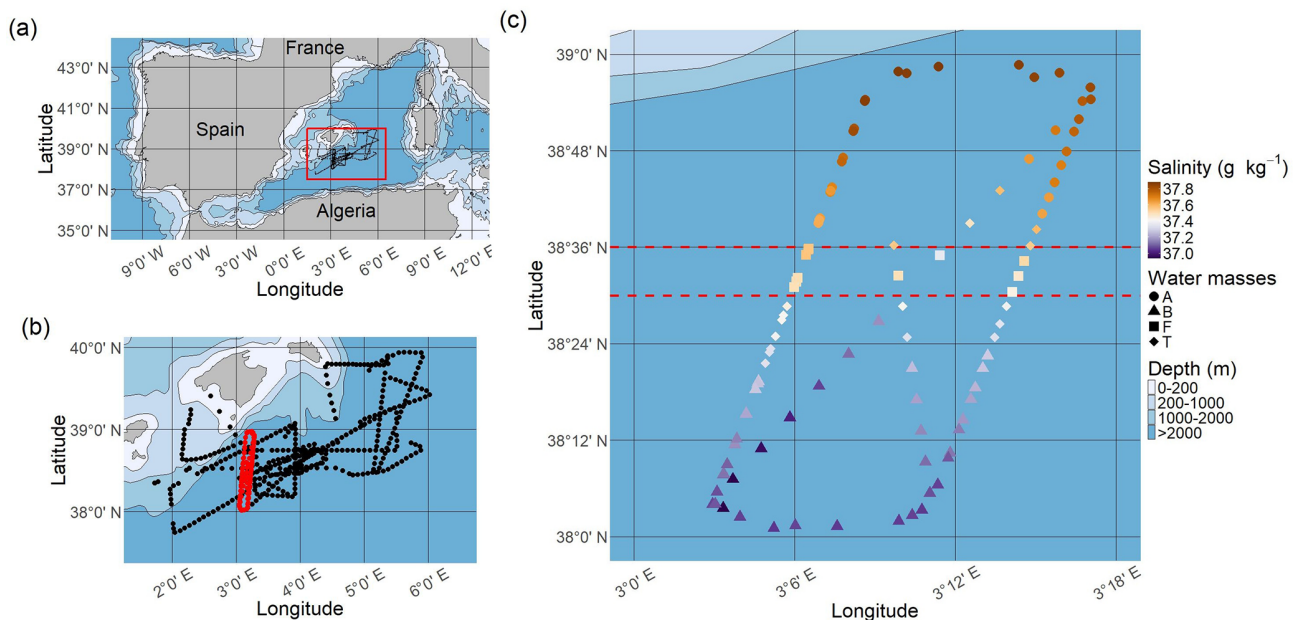 (a)
France
Spain
Algeria
43°0' N
41°0' N
39°0' N
37°0' N
35°0' N
Latitude
9°0' W
6°0' W
3°0' W
0°0' E
3°0' E
6°0' E
9°0' E
12°0' E
Longitude
(b)
40°0' N
39°0' N
38°0' N
Latitude
2°0' E
3°0' E
4°0' E
5°0' E
6°0' E
Longitude
(c)
39°0' N
38°48' N
38°36' N
38°24' N
38°12' N
38°0' N
Latitude
3°0' E
3°6' E
3°12' E
3°18' E
Longitude
Salinity (g kg⁻¹)
37.8
37.6
37.4
37.2
37.0
Water masses
A
B
F
T
Depth (m)
0-200
200-1000
1000-2000
>2000